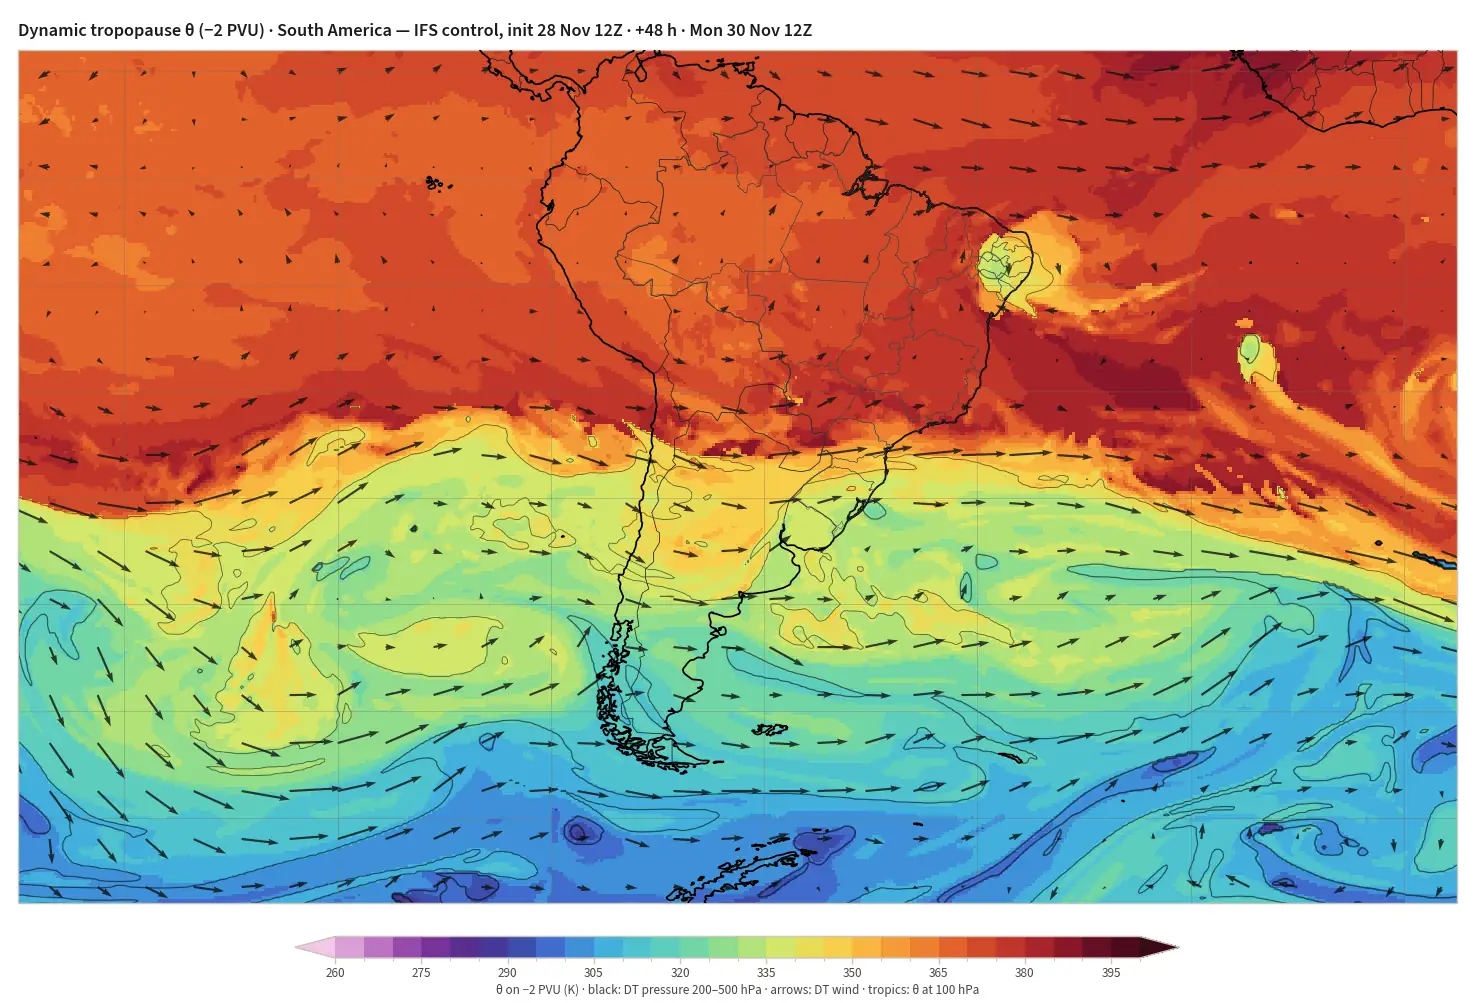 Dynamic tropopause θ (−2 PVU) · South America — IFS control, init 28 Nov 12Z · +48 h · Mon 30 Nov 12Z
260 275 290 305 320 335 350 365 380 395
θ on −2 PVU (K) · black: DT pressure 200–500 hPa · arrows: DT wind · tropics: θ at 100 hPa